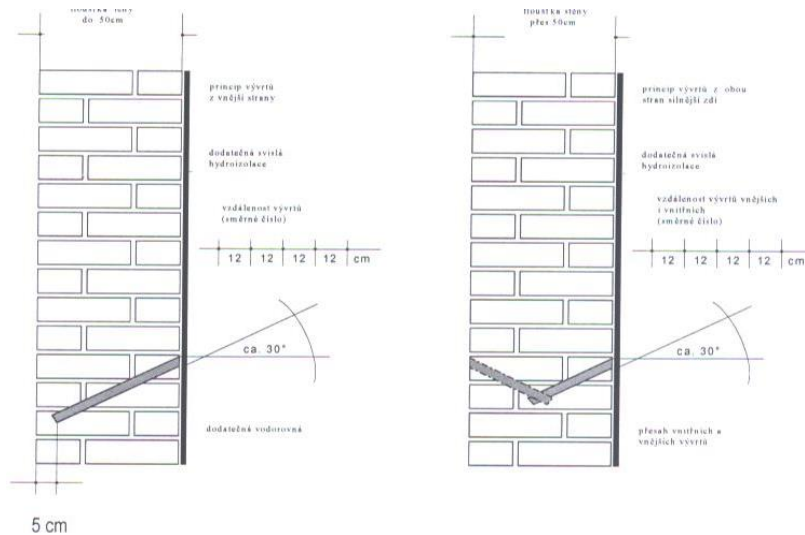 do 50cm
princip vývrtů
z vnější strany
dodatečná svislá
hydroizolace
vzdálenost vývrtů
(směrné číslo)
12 12 12 12 cm
ca. 30°
dodatečná vodorovná
5 cm
tloušťka stěny
přes 50cm
princip vývrtů z obou
stran silnější zdi
dodatečná svislá
hydroizolace
vzdálenost vývrtů vnějších
i vnitřních
(směrné číslo)
12 12 12 12 cm
ca. 30°
přesah vnitřních a
vnějších vývrtů